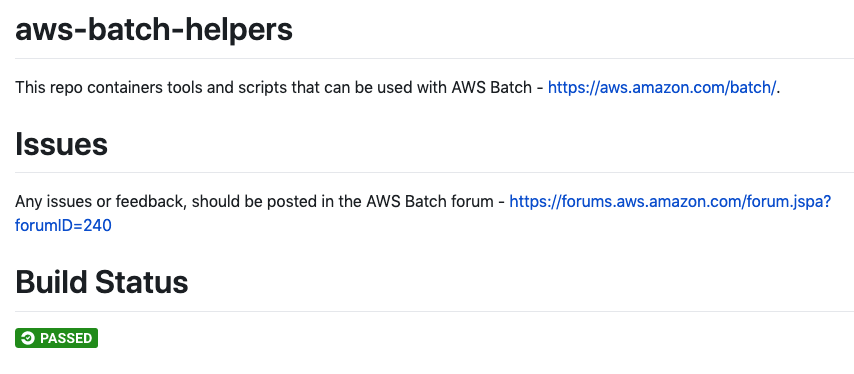 aws-batch-helpers
This repo containers tools and scripts that can be used with AWS Batch - https://aws.amazon.com/batch/.
Issues
Any issues or feedback, should be posted in the AWS Batch forum - https://forums.aws.amazon.com/forum.jspa?
forumID=240
Build Status
PASSED